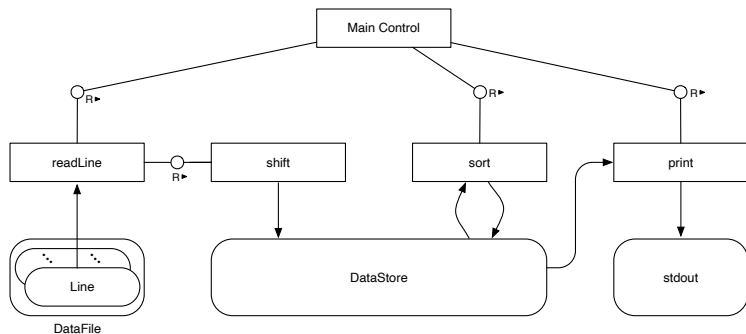 Main Control
R
R
R
readLine
shift
sort
print
R
DataStore
stdout
Line
DataFile